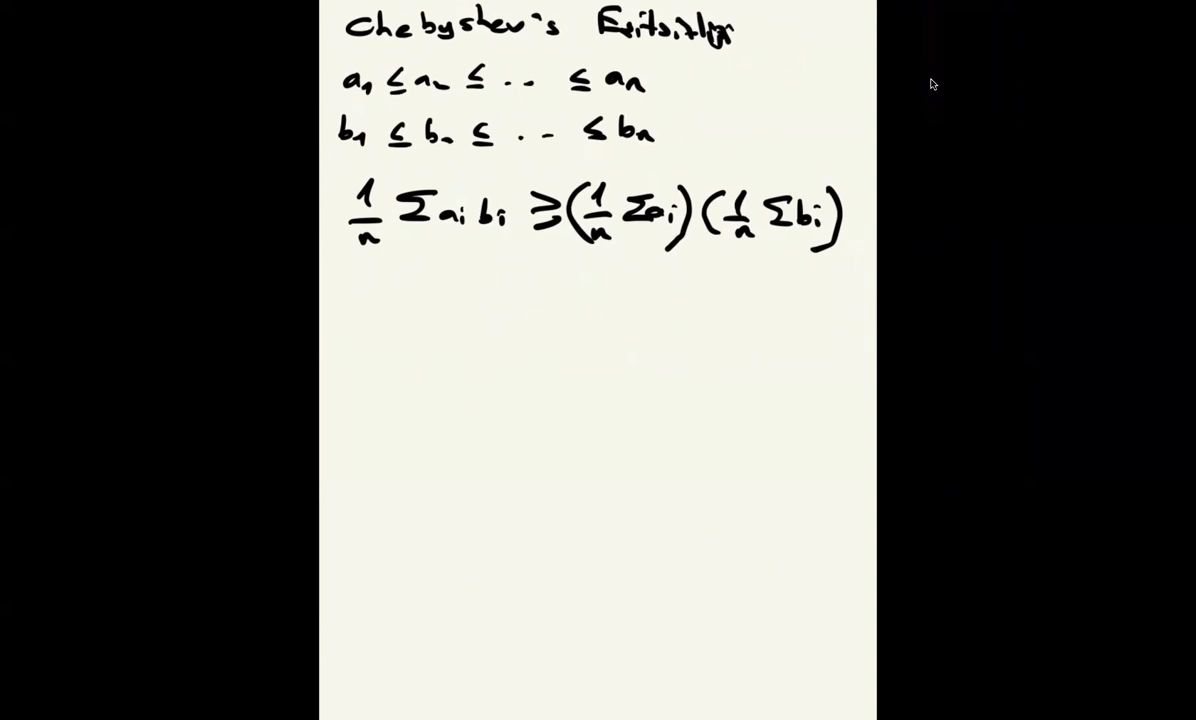 Chebyshev's
a₁ ≤ a₂ ≤ .. ≤ aₙ
b₁ ≤ b₂ ≤ .. ≤ bₙ
1/n Σ aᵢ bᵢ ≥ (1/n Σ aᵢ) (1/n Σ bᵢ)